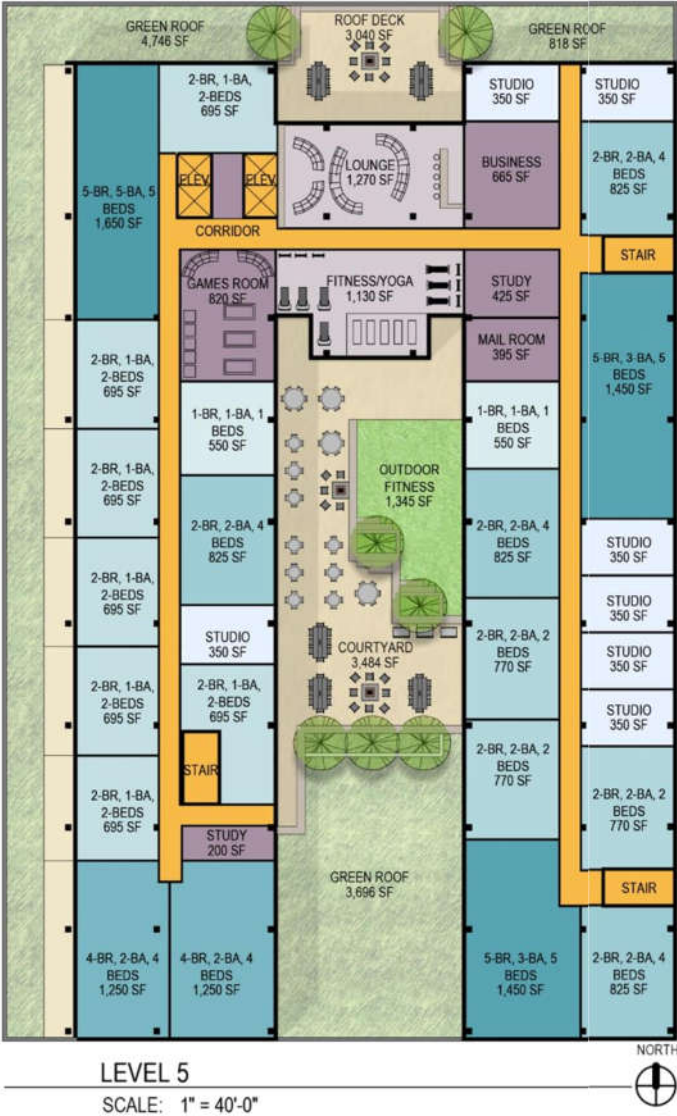 GREEN ROOF
4,746 SF
ROOF DECK
3,040 SF
GREEN ROOF
818 SF
2-BR, 1-BA,
2-BEDS
695 SF
STUDIO
350 SF
STUDIO
350 SF
5-BR, 5-BA, 5
BEDS
1,650 SF
ELEV
ELEV
LOUNGE
1,270 SF
BUSINESS
665 SF
2-BR, 2-BA, 4
BEDS
825 SF
CORRIDOR
STAIR
GAMES ROOM
820 SF
FITNESS/YOGA
1,130 SF
STUDY
425 SF
MAIL ROOM
395 SF
5-BR, 3-BA, 5
BEDS
1,450 SF
2-BR, 1-BA,
2-BEDS
695 SF
1-BR, 1-BA, 1
BEDS
550 SF
1-BR, 1-BA, 1
BEDS
550 SF
2-BR, 1-BA,
2-BEDS
695 SF
OUTDOOR
FITNESS
1,345 SF
2-BR, 2-BA, 4
BEDS
825 SF
2-BR, 2-BA, 4
BEDS
825 SF
STUDIO
350 SF
2-BR, 1-BA,
2-BEDS
695 SF
STUDIO
350 SF
STUDIO
350 SF
COURTYARD
3,484 SF
2-BR, 2-BA, 2
BEDS
770 SF
STUDIO
350 SF
2-BR, 1-BA,
2-BEDS
695 SF
2-BR, 1-BA,
2-BEDS
695 SF
STUDIO
350 SF
STAIR
2-BR, 2-BA, 2
BEDS
770 SF
2-BR, 1-BA,
2-BEDS
695 SF
2-BR, 2-BA, 2
BEDS
770 SF
STUDY
200 SF
GREEN ROOF
3,696 SF
STAIR
4-BR, 2-BA, 4
BEDS
1,250 SF
4-BR, 2-BA, 4
BEDS
1,250 SF
5-BR, 3-BA, 5
BEDS
1,450 SF
2-BR, 2-BA, 4
BEDS
825 SF
LEVEL 5
SCALE: 1" = 40'-0"
NORTH